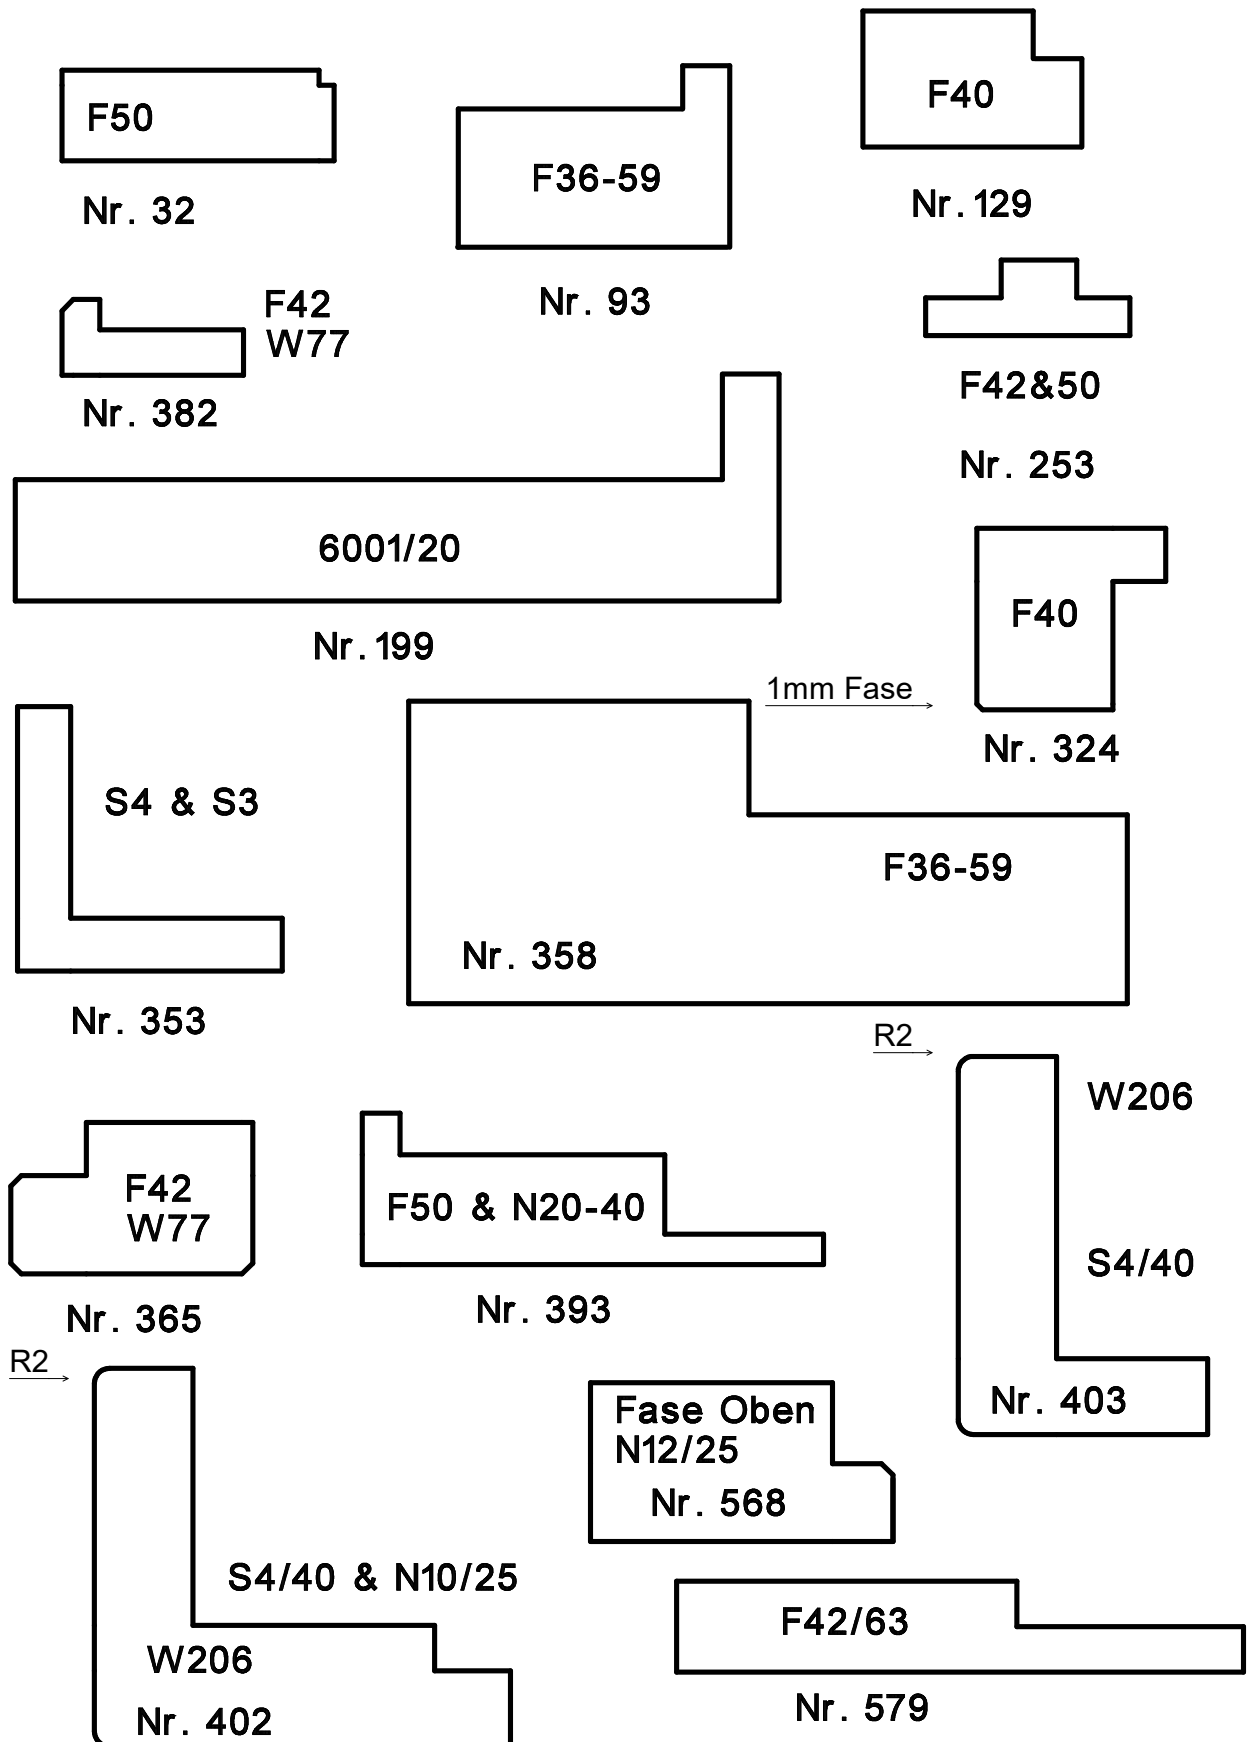 F50
Nr. 32
F36-59
Nr. 93
F40
Nr. 129
F42
W77
Nr. 382
F42&50
Nr. 253
6001/20
Nr. 199
F40
1mm Fase
Nr. 324
S4 & S3
Nr. 353
F36-59
Nr. 358
R2
W206
S4/40
Nr. 403
F42
W77
Nr. 365
F50 & N20-40
Nr. 393
R2
S4/40 & N10/25
W206
Nr. 402
Fase Oben
N12/25
Nr. 568
F42/63
Nr. 579